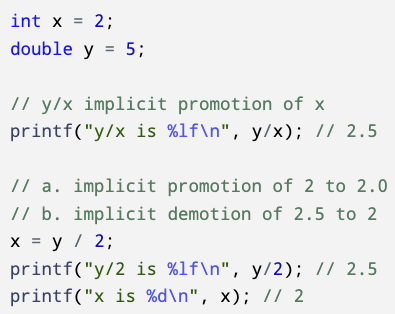 int x = 2;
double y = 5;
// y/x implicit promotion of x
printf("y/x is %lf\n", y/x); // 2.5
// a. implicit promotion of 2 to 2.0
// b. implicit demotion of 2.5 to 2
x = y / 2;
printf("y/2 is %lf\n", y/2); // 2.5
printf("x is %d\n", x); // 2